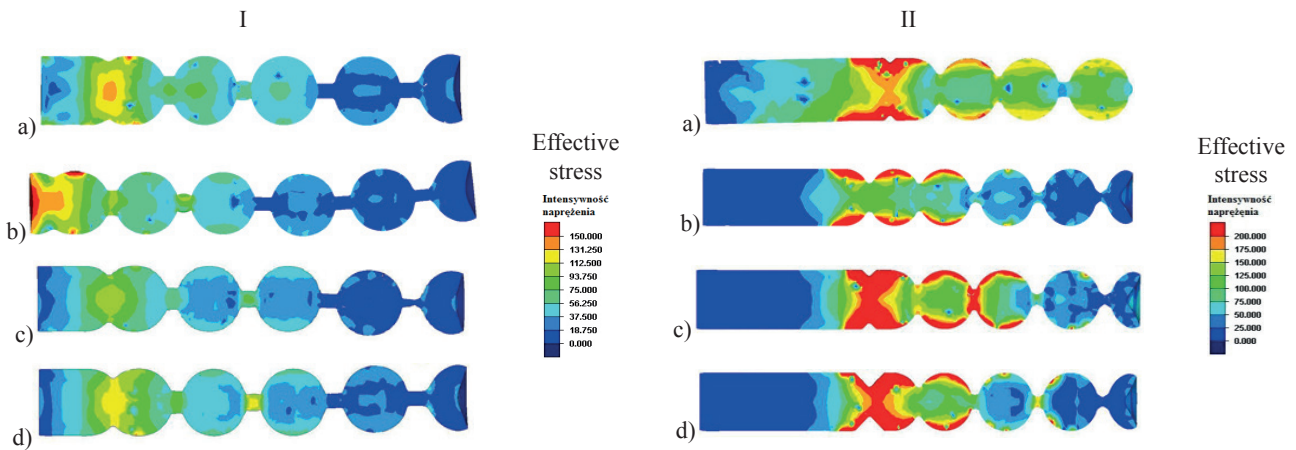 I
II
a)
b)
c)
d)
Effective
stress
Intensywność
naprężenia
150.000
131.250
112.500
93.750
75.000
56.250
37.500
18.750
0.000
a)
b)
c)
d)
Effective
stress
Intensywność
naprężenia
200.000
175.000
150.000
125.000
100.000
75.000
50.000
25.000
0.000